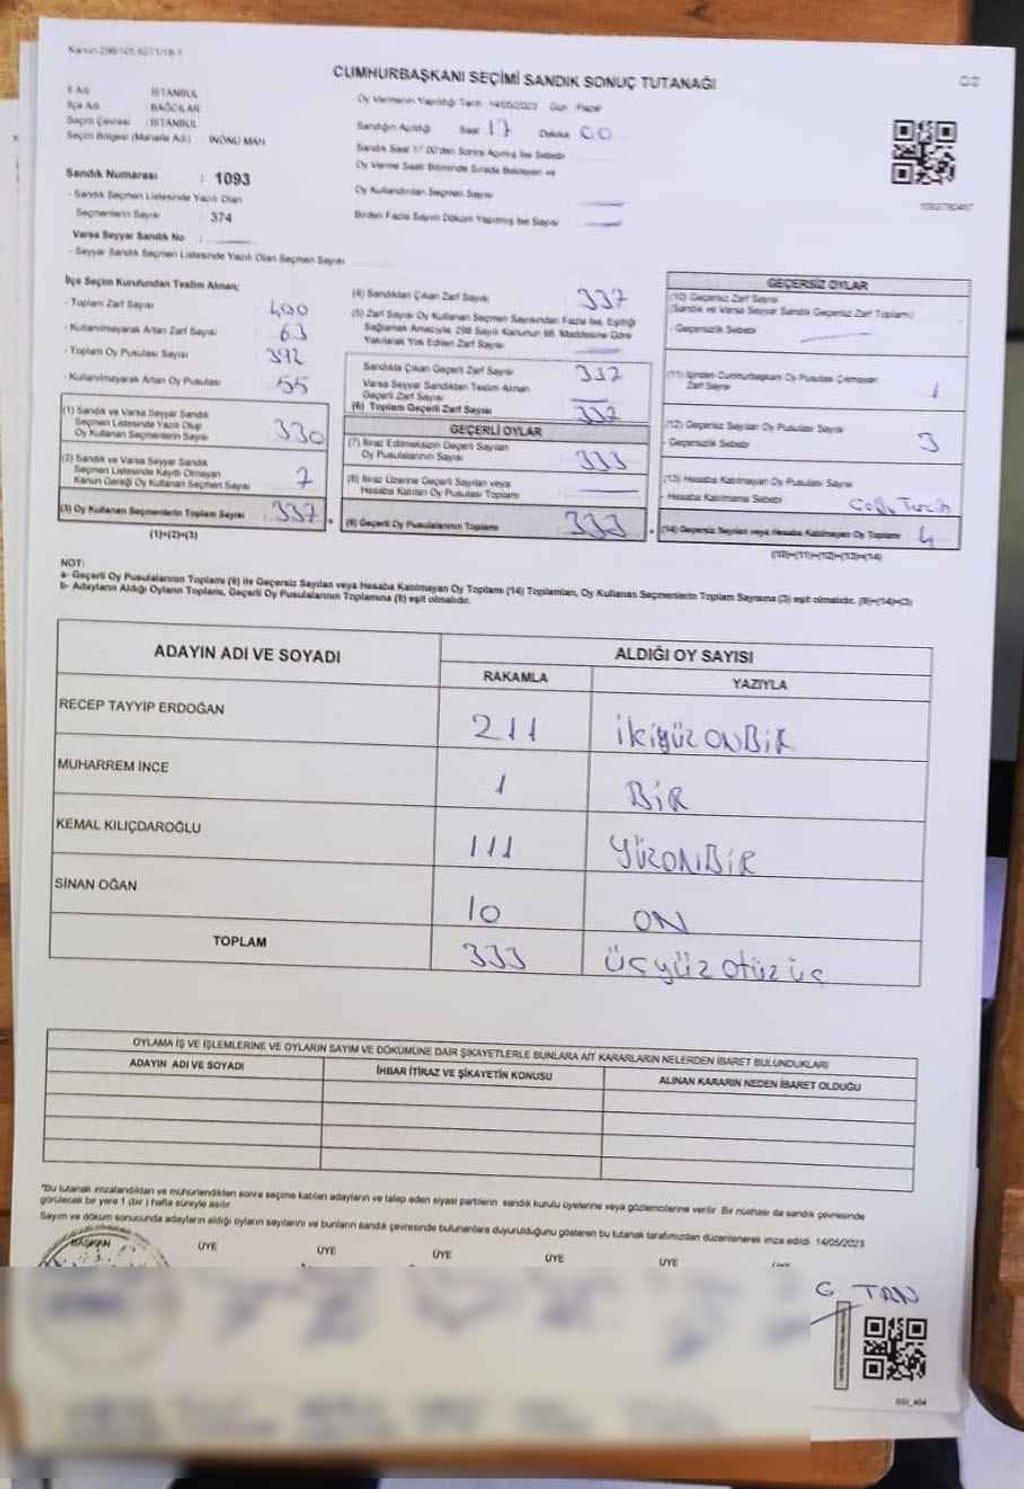 Kanun 298/105 6271/18-1
CUMHURBAŞKANI SEÇİMİ SANDIK SONUÇ TUTANAĞI
İl Adı İSTANBUL
İlçe Adı BAĞCILAR
Seçim Çevresi : İSTANBUL
Seçim Bölgesi (Mahalle Adı) İNÖNÜ MAH
Sandık Numarası : 1093
- Sandık Seçmen Listesinde Yazılı Olan
Seçmenlerin Sayısı 374
Varsa Seyyar Sandık No :
- Seyyar Sandık Seçmen Listesinde Yazılı Olan Seçmen Sayısı
Oy Vermenin Yapıldığı Tarih 14/05/2023 Gün Pazar
Sandığın Açıldığı Saat 17 Dakika 00
Sandık Saat 17.00'den Sonra Açılmış İse Sebebi
Oy Verme Saati Bitiminde Sırada Bekleyen ve
Oy Kullandırılan Seçmen Sayısı
Birden Fazla Sayım Döküm Yapılmış İse Sayısı
İlçe Seçim Kurulundan Teslim Alınan;
- Toplam Zarf Sayısı 400
- Kullanılmayarak Artan Zarf Sayısı 63
- Toplam Oy Pusulası Sayısı 392
- Kullanılmayarak Artan Oy Pusulası 55
(1) Sandık ve Varsa Seyyar Sandık
Seçmen Listesinde Yazılı Olup
Oy Kullanan Seçmenlerin Sayısı 330
(2) Sandık ve Varsa Seyyar Sandık
Seçmen Listesinde Kayıtlı Olmayan
Kanun Gereği Oy Kullanan Seçmen Sayısı 7
(3) Oy Kullanan Seçmenlerin Toplam Sayısı 337
(1)+(2)=(3)
(4) Sandıktan Çıkan Zarf Sayısı 337
(5) Zarf Sayısı Oy Kullanan Seçmen Sayısından Fazla İse, Eşitliği
Sağlamak Amacıyla, 298 Sayılı Kanunun 98. Maddesine Göre
Yakılarak Yok Edilen Zarf Sayısı
Sandıkta Çıkan Geçerli Zarf Sayısı 337
Varsa Seyyar Sandıktan Teslim Alınan
Geçerli Zarf Sayısı
(6) Toplam Geçerli Zarf Sayısı 337
GEÇERLİ OYLAR
(7) İtiraz Edilmeksizin Geçerli Sayılan
Oy Pusulalarının Sayısı 333
(8) İtiraz Üzerine Geçerli Sayılan veya
Hesaba Katılan Oy Pusulası Toplamı
(9) Geçerli Oy Pusulalarının Toplamı 333
GEÇERSİZ OYLAR
(10) Geçersiz Zarf Sayısı
(Sandık ve Varsa Seyyar Sandık Geçersiz Zarf Toplamı)
- Geçersizlik Sebebi
(11) İçinden Cumhurbaşkanı Oy Pusulası Çıkmayan
Zarf Sayısı 1
(12) Geçersiz Sayılan Oy Pusulası Sayısı 3
- Geçersizlik Sebebi
(13) Hesaba Katılmayan Oy Pusulası Sayısı
- Hesaba Katılmama Sebebi
(14) Geçersiz Sayılan veya Hesaba Katılmayan Oy Toplamı 4
(10)+(11)+(12)+(13)=(14)
NOT:
a- Geçerli Oy Pusulalarının Toplamı (9) ile Geçersiz Sayılan veya Hesaba Katılmayan Oy Toplamı (14) Toplamları, Oy Kullanan Seçmenlerin Toplam Sayısına (3) eşit olmalıdır. (9)+(14)=(3)
b- Adayların Aldığı Oyların Toplamı, Geçerli Oy Pusulalarının Toplamına (9) eşit olmalıdır.
ADAYIN ADI VE SOYADI ALDIĞI OY SAYISI
RAKAMLA YAZIYLA
RECEP TAYYİP ERDOĞAN 211 İkiyüz ONBİR
MUHARREM İNCE 1 BİR
KEMAL KILIÇDAROĞLU 111 YÜZONBİR
SİNAN OĞAN 10 ON
TOPLAM 333 üçyüz otüz üç
OYLAMA İŞ VE İŞLEMLERİNE VE OYLARIN SAYIM VE DÖKÜMÜNE DAİR ŞİKAYETLERLE BUNLARA AİT KARARLARIN NELERDEN İBARET BULUNDUKLARI
ADAYIN ADI VE SOYADI İHBAR İTİRAZ VE ŞİKAYETİN KONUSU ALINAN KARARIN NEDEN İBARET OLDUĞU
"Bu tutanak imzalandıktan ve mühürlendikten sonra seçime katılan adayların ve talep eden siyasi partilerin sandık kurulu üyelerine veya gözlemcilerine verilir. Bir nüshası da sandık çevresinde
görülecek bir yere 1 (bir ) hafta süreyle asılır.
Sayım ve döküm sonucunda adayların aldığı oyların sayılarını ve bunların sandık çevresinde bulunanlara duyurulduğunu gösteren bu tutanak tarafımızdan düzenlenerek imza edildi. 14/05/2023
BAŞKAN ÜYE ÜYE ÜYE ÜYE ÜYE
G TAN